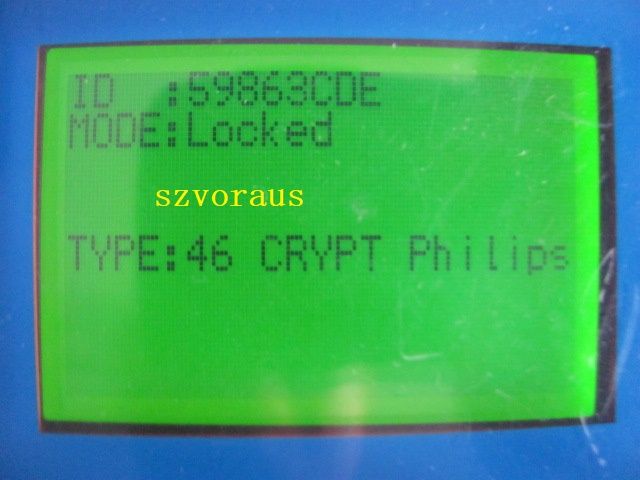 ID :59863CDE
MODE:Locked
szvoraus
TYPE:46 CRYPT Philips